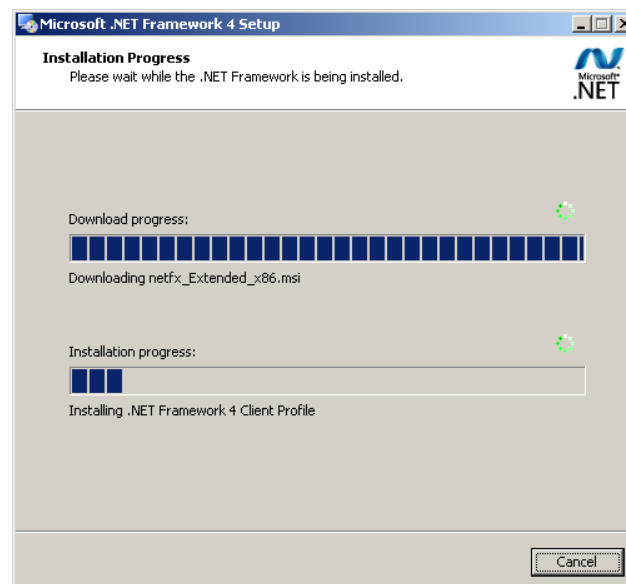 Microsoft .NET Framework 4 Setup
Installation Progress
Please wait while the .NET Framework is being installed.
Microsoft®
.NET
Download progress:
Downloading netfx_Extended_x86.msi
Installation progress:
Installing .NET Framework 4 Client Profile
Cancel